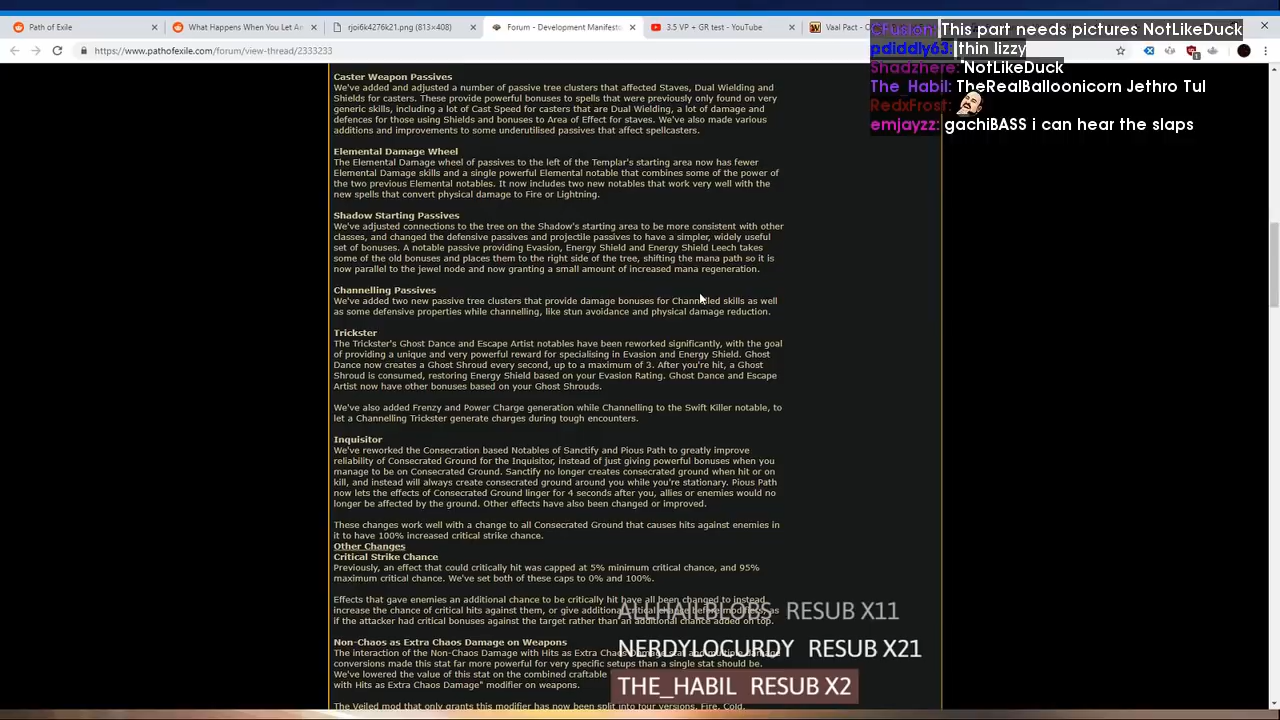 Path of Exile
What Happens When You Let An
rjoi6k4276k21.png (813×408)
Forum - Development Manifesto
3.5 VP + GR test - YouTube
Vaal Pact -
https://www.pathofexile.com/forum/view-thread/2333233
CFusion: This part needs pictures NotLikeDuck
pdiddly63: thin lizzy
Shadzhere: NotLikeDuck
The_Habil: TheRealBalloonicorn Jethro Tul
RedxFrost:
emjayzz: gachiBASS i can hear the slaps
Caster Weapon Passives
We've added and adjusted a number of passive tree clusters that affected Staves, Dual Wielding and
Shields for casters. These provide powerful bonuses to spells that were previously only found on very
generic skills, including a lot of Cast Speed for casters that are Dual Wielding, a lot of damage and
defences for those using Shields and bonuses to Area of Effect for staves. We've also made various
additions and improvements to some underutilised passives that affect spellcasters.
Elemental Damage Wheel
The Elemental Damage wheel of passives to the left of the Templar's starting area now has fewer
Elemental Damage skills and a single powerful Elemental notable that combines some of the power of
the two previous Elemental notables. It now includes two new notables that work very well with the
new spells that convert physical damage to Fire or Lightning.
Shadow Starting Passives
We've adjusted connections to the tree on the Shadow's starting area to be more consistent with other
classes, and changed the defensive passives and projectile passives to have a simpler, widely useful
set of bonuses. A notable passive providing Evasion, Energy Shield and Energy Shield Leech takes
some of the old bonuses and places them to the right side of the tree, shifting the mana path so it is
now parallel to the jewel node and now granting a small amount of increased mana regeneration.
Channelling Passives
We've added two new passive tree clusters that provide damage bonuses for Channelled skills as well
as some defensive properties while channelling, like stun avoidance and physical damage reduction.
Trickster
The Trickster's Ghost Dance and Escape Artist notables have been reworked significantly, with the goal
of providing a unique and very powerful reward for specialising in Evasion and Energy Shield. Ghost
Dance now creates a Ghost Shroud every second, up to a maximum of 3. After you're hit, a Ghost
Shroud is consumed, restoring Energy Shield based on your Evasion Rating. Ghost Dance and Escape
Artist now have other bonuses based on your Ghost Shrouds.
We've also added Frenzy and Power Charge generation while Channelling to the Swift Killer notable, to
let a Channelling Trickster generate charges during tough encounters.
Inquisitor
We've reworked the Consecration based Notables of Sanctify and Pious Path to greatly improve
reliability of Consecrated Ground for the Inquisitor, instead of just giving powerful bonuses when you
manage to be on Consecrated Ground. Sanctify no longer creates consecrated ground when hit or on
kill, and instead will always create consecrated ground around you while you're stationary. Pious Path
now lets the effects of Consecrated Ground linger for 4 seconds after you, allies or enemies would no
longer be affected by the ground. Other effects have also been changed or improved.
These changes work well with a change to all Consecrated Ground that causes hits against enemies in
it to have 100% increased critical strike chance.
Other Changes
Critical Strike Chance
Previously, an effect that could critically hit was capped at 5% minimum critical chance, and 95%
maximum critical chance. We've set both of these caps to 0% and 100%.
Effects that gave enemies an additional chance to be critically hit have all been changed to instead
increase the chance of critical hits against them, or give additional critical chance before modifiers, as
if the attacker had critical bonuses against the target rather than an additional chance added on top.
ALLHAILBLOBS RESUB X11
Non-Chaos as Extra Chaos Damage on Weapons
The interaction of the Non-Chaos Damage with Hits as Extra Chaos Damage stat and multiple damage
conversions made this stat far more powerful for very specific setups than a single stat should be.
We've lowered the value of this stat on the combined craftable
with Hits as Extra Chaos Damage" modifier on weapons.
NERDYLOCURDY RESUB X21
THE_HABIL RESUB X2
The Veiled mod that only grants this modifier has now been split into four versions, Fire, Cold,